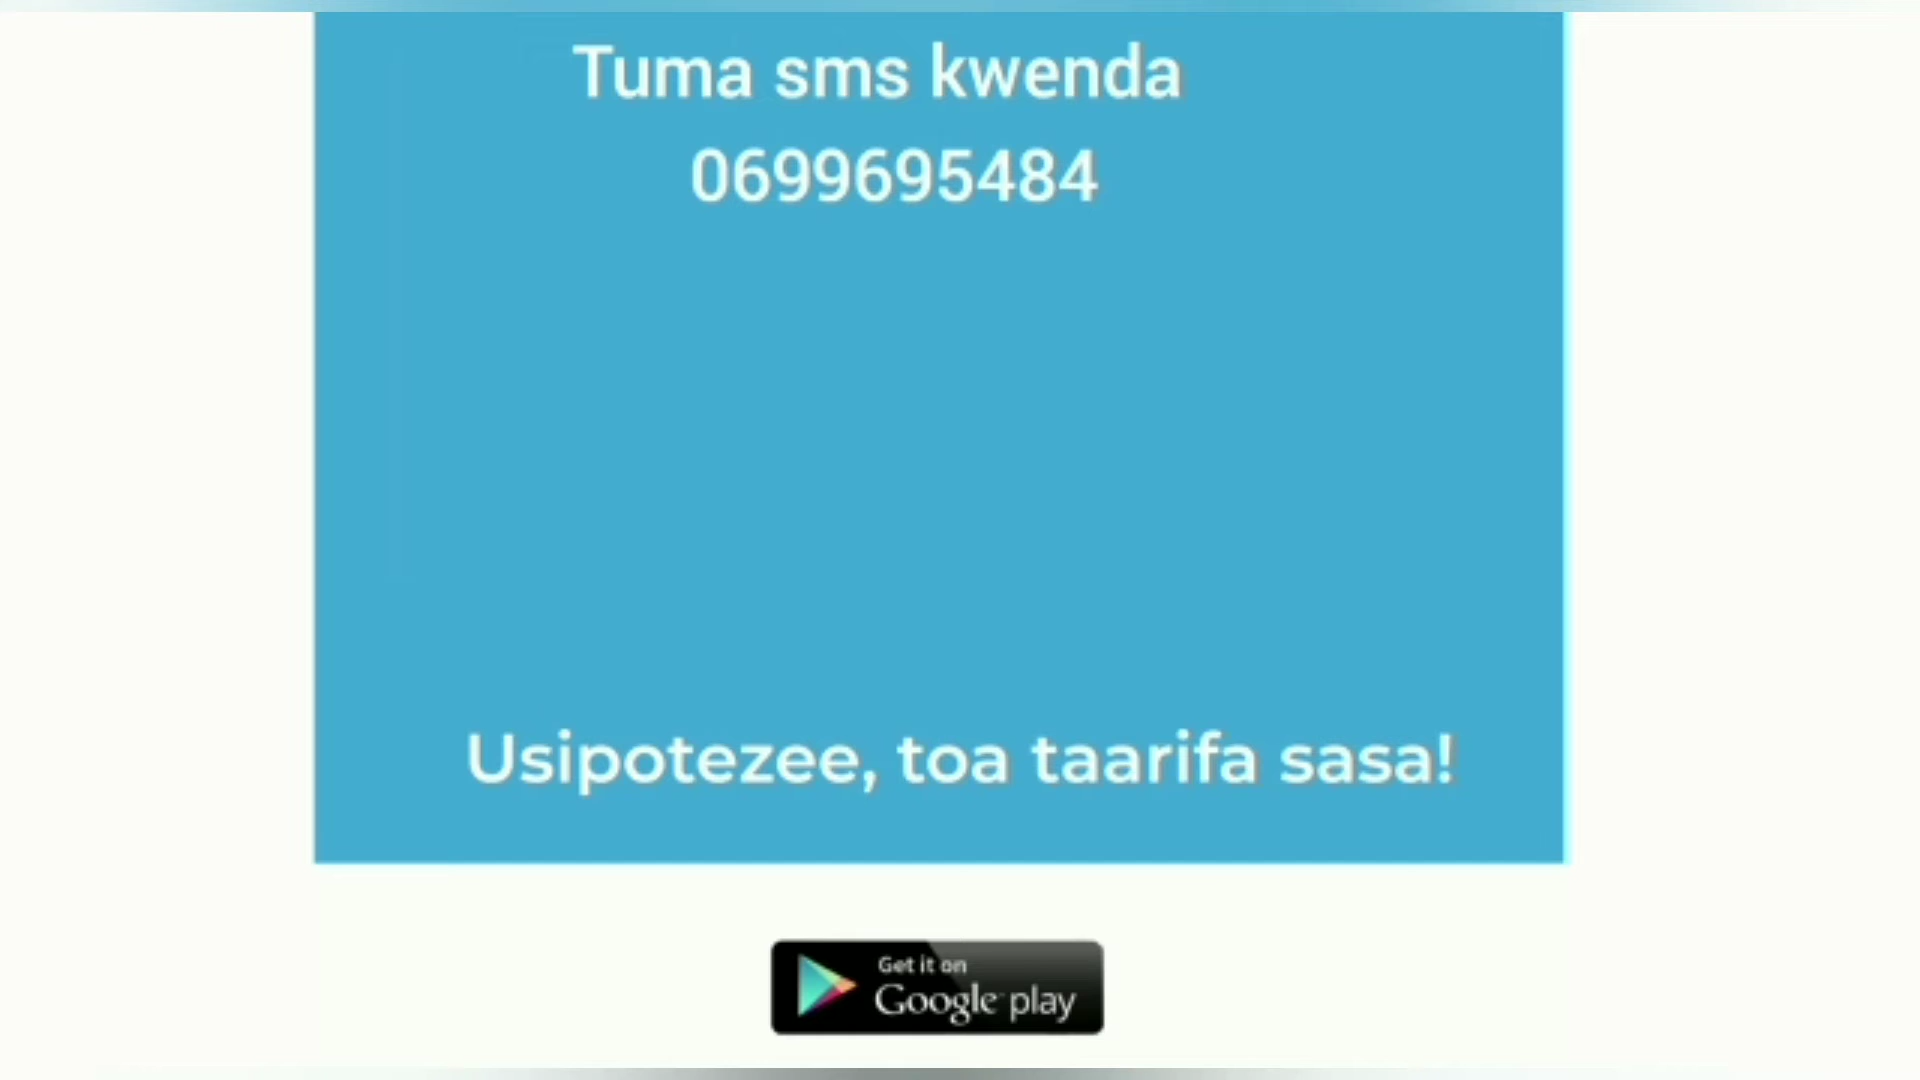 Tuma sms kwenda
0699695484
Usipotezee, toa taarifa sasa!
Get it on
Google play